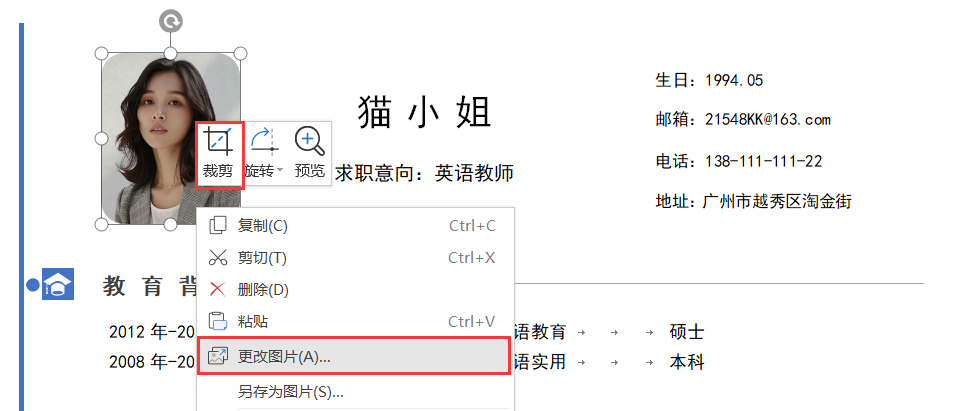 猫 小 姐
求职意向：英语教师
生日：1994.05
邮箱：21548KK@163.com
电话：138-111-111-22
地址：广州市越秀区淘金街
裁剪
旋转
预览
复制(C) Ctrl+C
剪切(T) Ctrl+X
删除(D)
粘贴 Ctrl+V
更改图片(A)...
另存为图片(S)...
教 育 背
2012 年-20 语教育 → → → 硕士
2008 年-20 语实用 → → → 本科